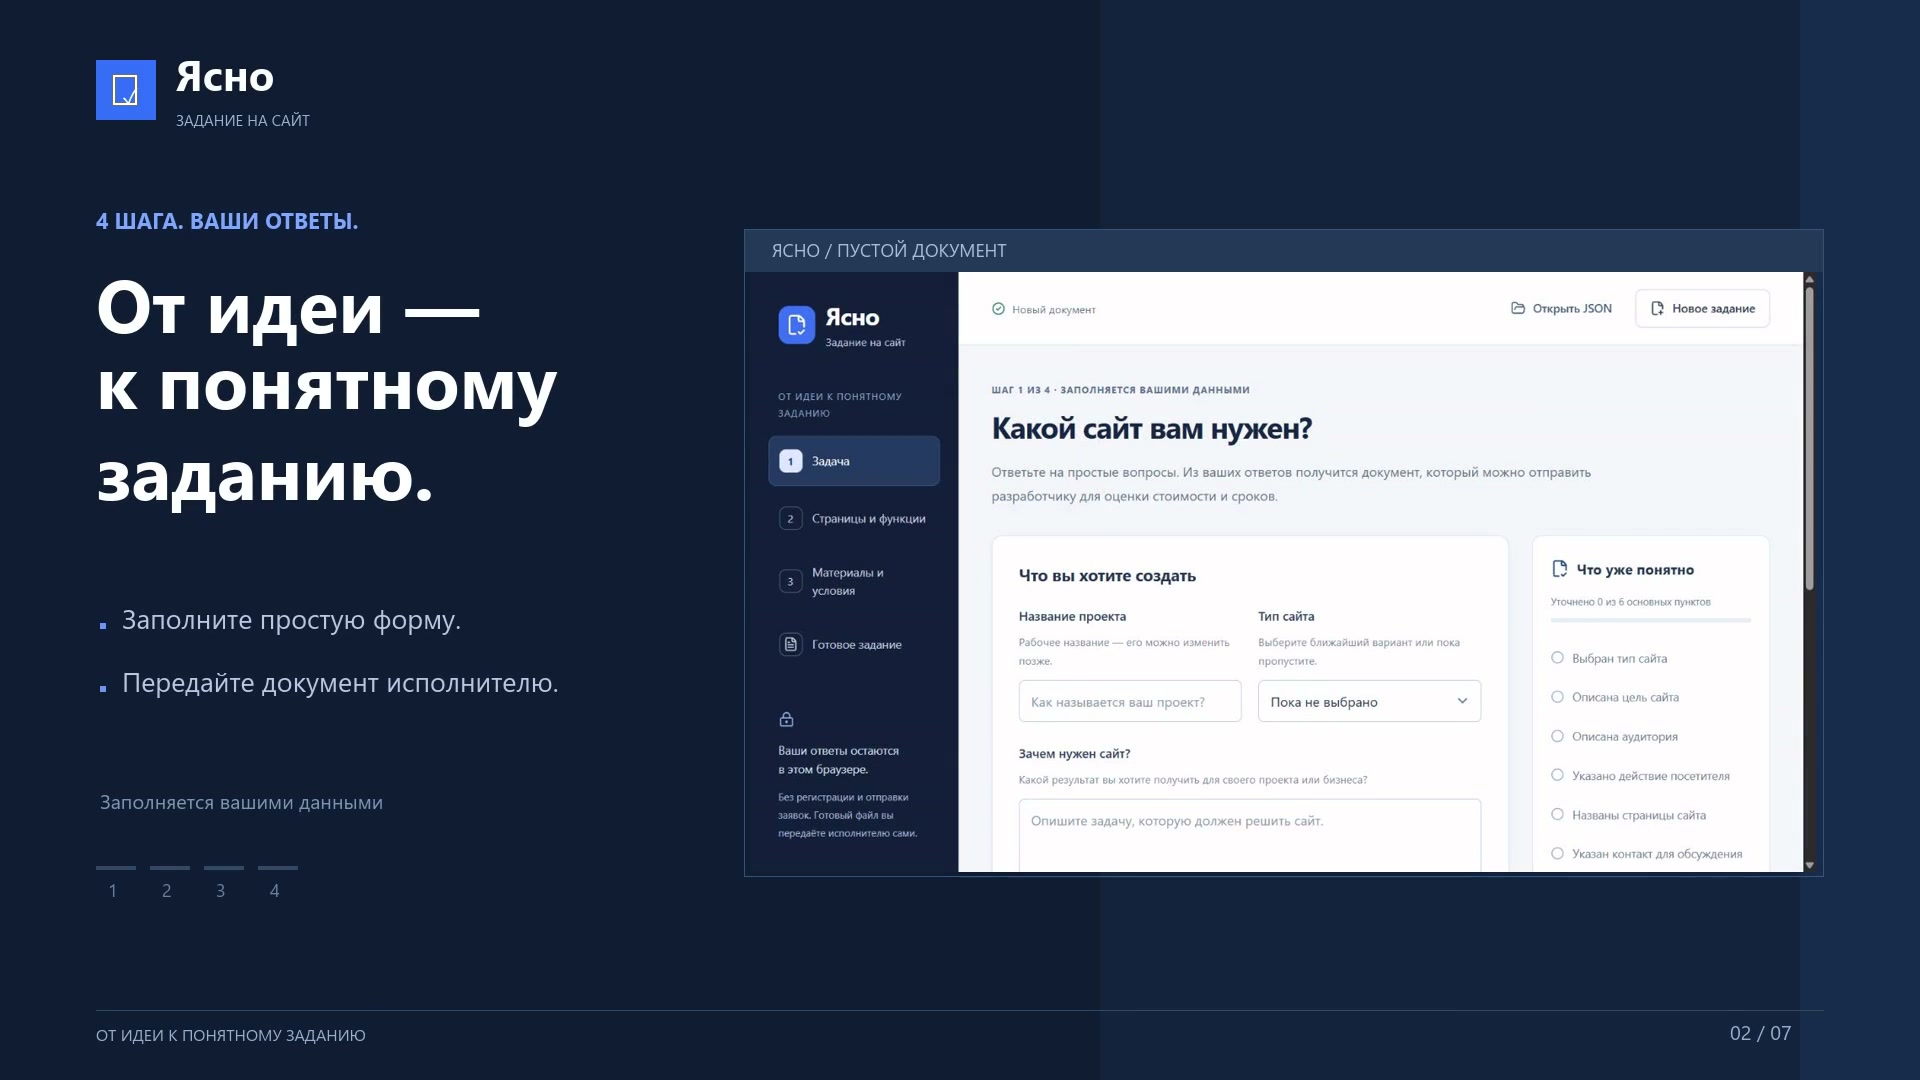 Ясно
ЗАДАНИЕ НА САЙТ
4 ШАГА. ВАШИ ОТВЕТЫ.
От идеи —
к понятному
заданию.
Заполните простую форму.
Передайте документ исполнителю.
Заполняется вашими данными
1 2 3 4
ЯСНО / ПУСТОЙ ДОКУМЕНТ
Ясно
Задание на сайт
ОТ ИДЕИ К ПОНЯТНОМУ
ЗАДАНИЮ
1 Задача
2 Страницы и функции
3 Материалы и
условия
Готовое задание
Ваши ответы остаются
в этом браузере.
Без регистрации и отправки
заявок. Готовый файл вы
передаёте исполнителю сами.
Новый документ
Открыть JSON
Новое задание
ШАГ 1 ИЗ 4 · ЗАПОЛНЯЕТСЯ ВАШИМИ ДАННЫМИ
Какой сайт вам нужен?
Ответьте на простые вопросы. Из ваших ответов получится документ, который можно отправить
разработчику для оценки стоимости и сроков.
Что вы хотите создать
Название проекта
Рабочее название — его можно изменить
позже.
Как называется ваш проект?
Тип сайта
Выберите ближайший вариант или пока
пропустите.
Пока не выбрано
Зачем нужен сайт?
Какой результат вы хотите получить для своего проекта или бизнеса?
Опишите задачу, которую должен решить сайт.
Что уже понятно
Уточнено 0 из 6 основных пунктов
Выбран тип сайта
Описана цель сайта
Описана аудитория
Указано действие посетителя
Названы страницы сайта
Указан контакт для обсуждения
ОТ ИДЕИ К ПОНЯТНОМУ ЗАДАНИЮ
02 / 07